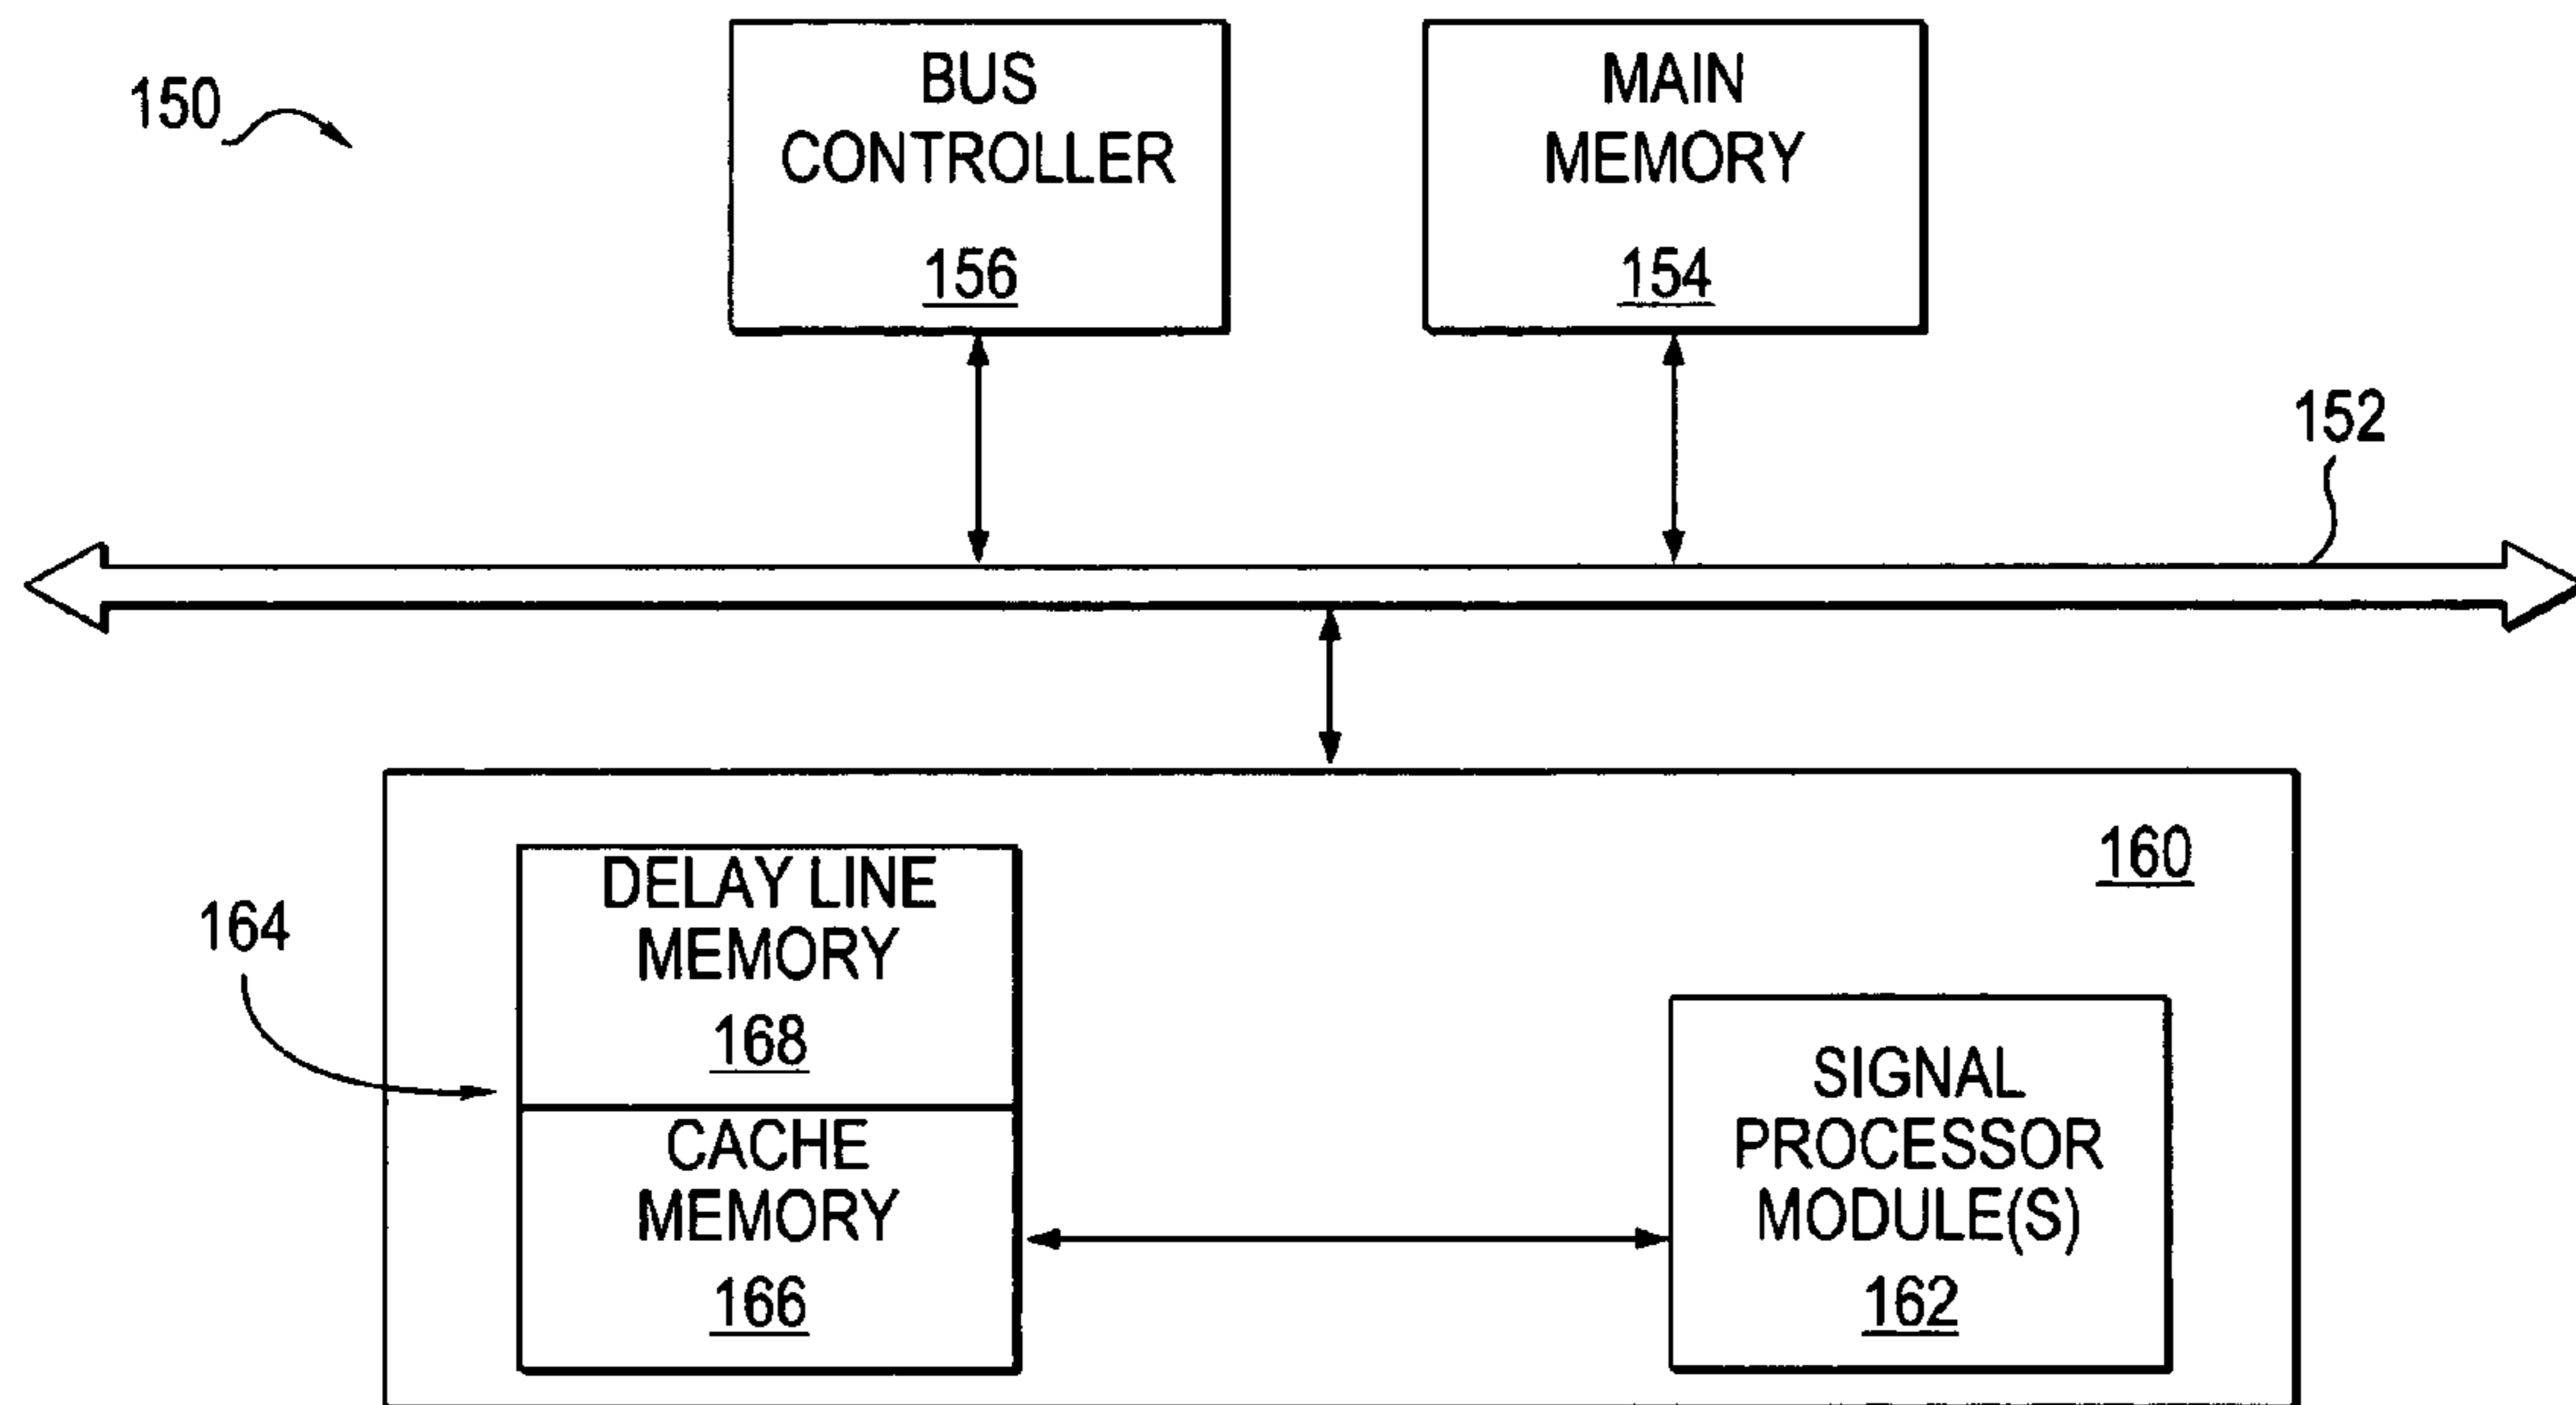 150
BUS
CONTROLLER
156
MAIN
MEMORY
154
152
160
164
DELAY LINE
MEMORY
168
CACHE
MEMORY
166
SIGNAL
PROCESSOR
MODULE(S)
162